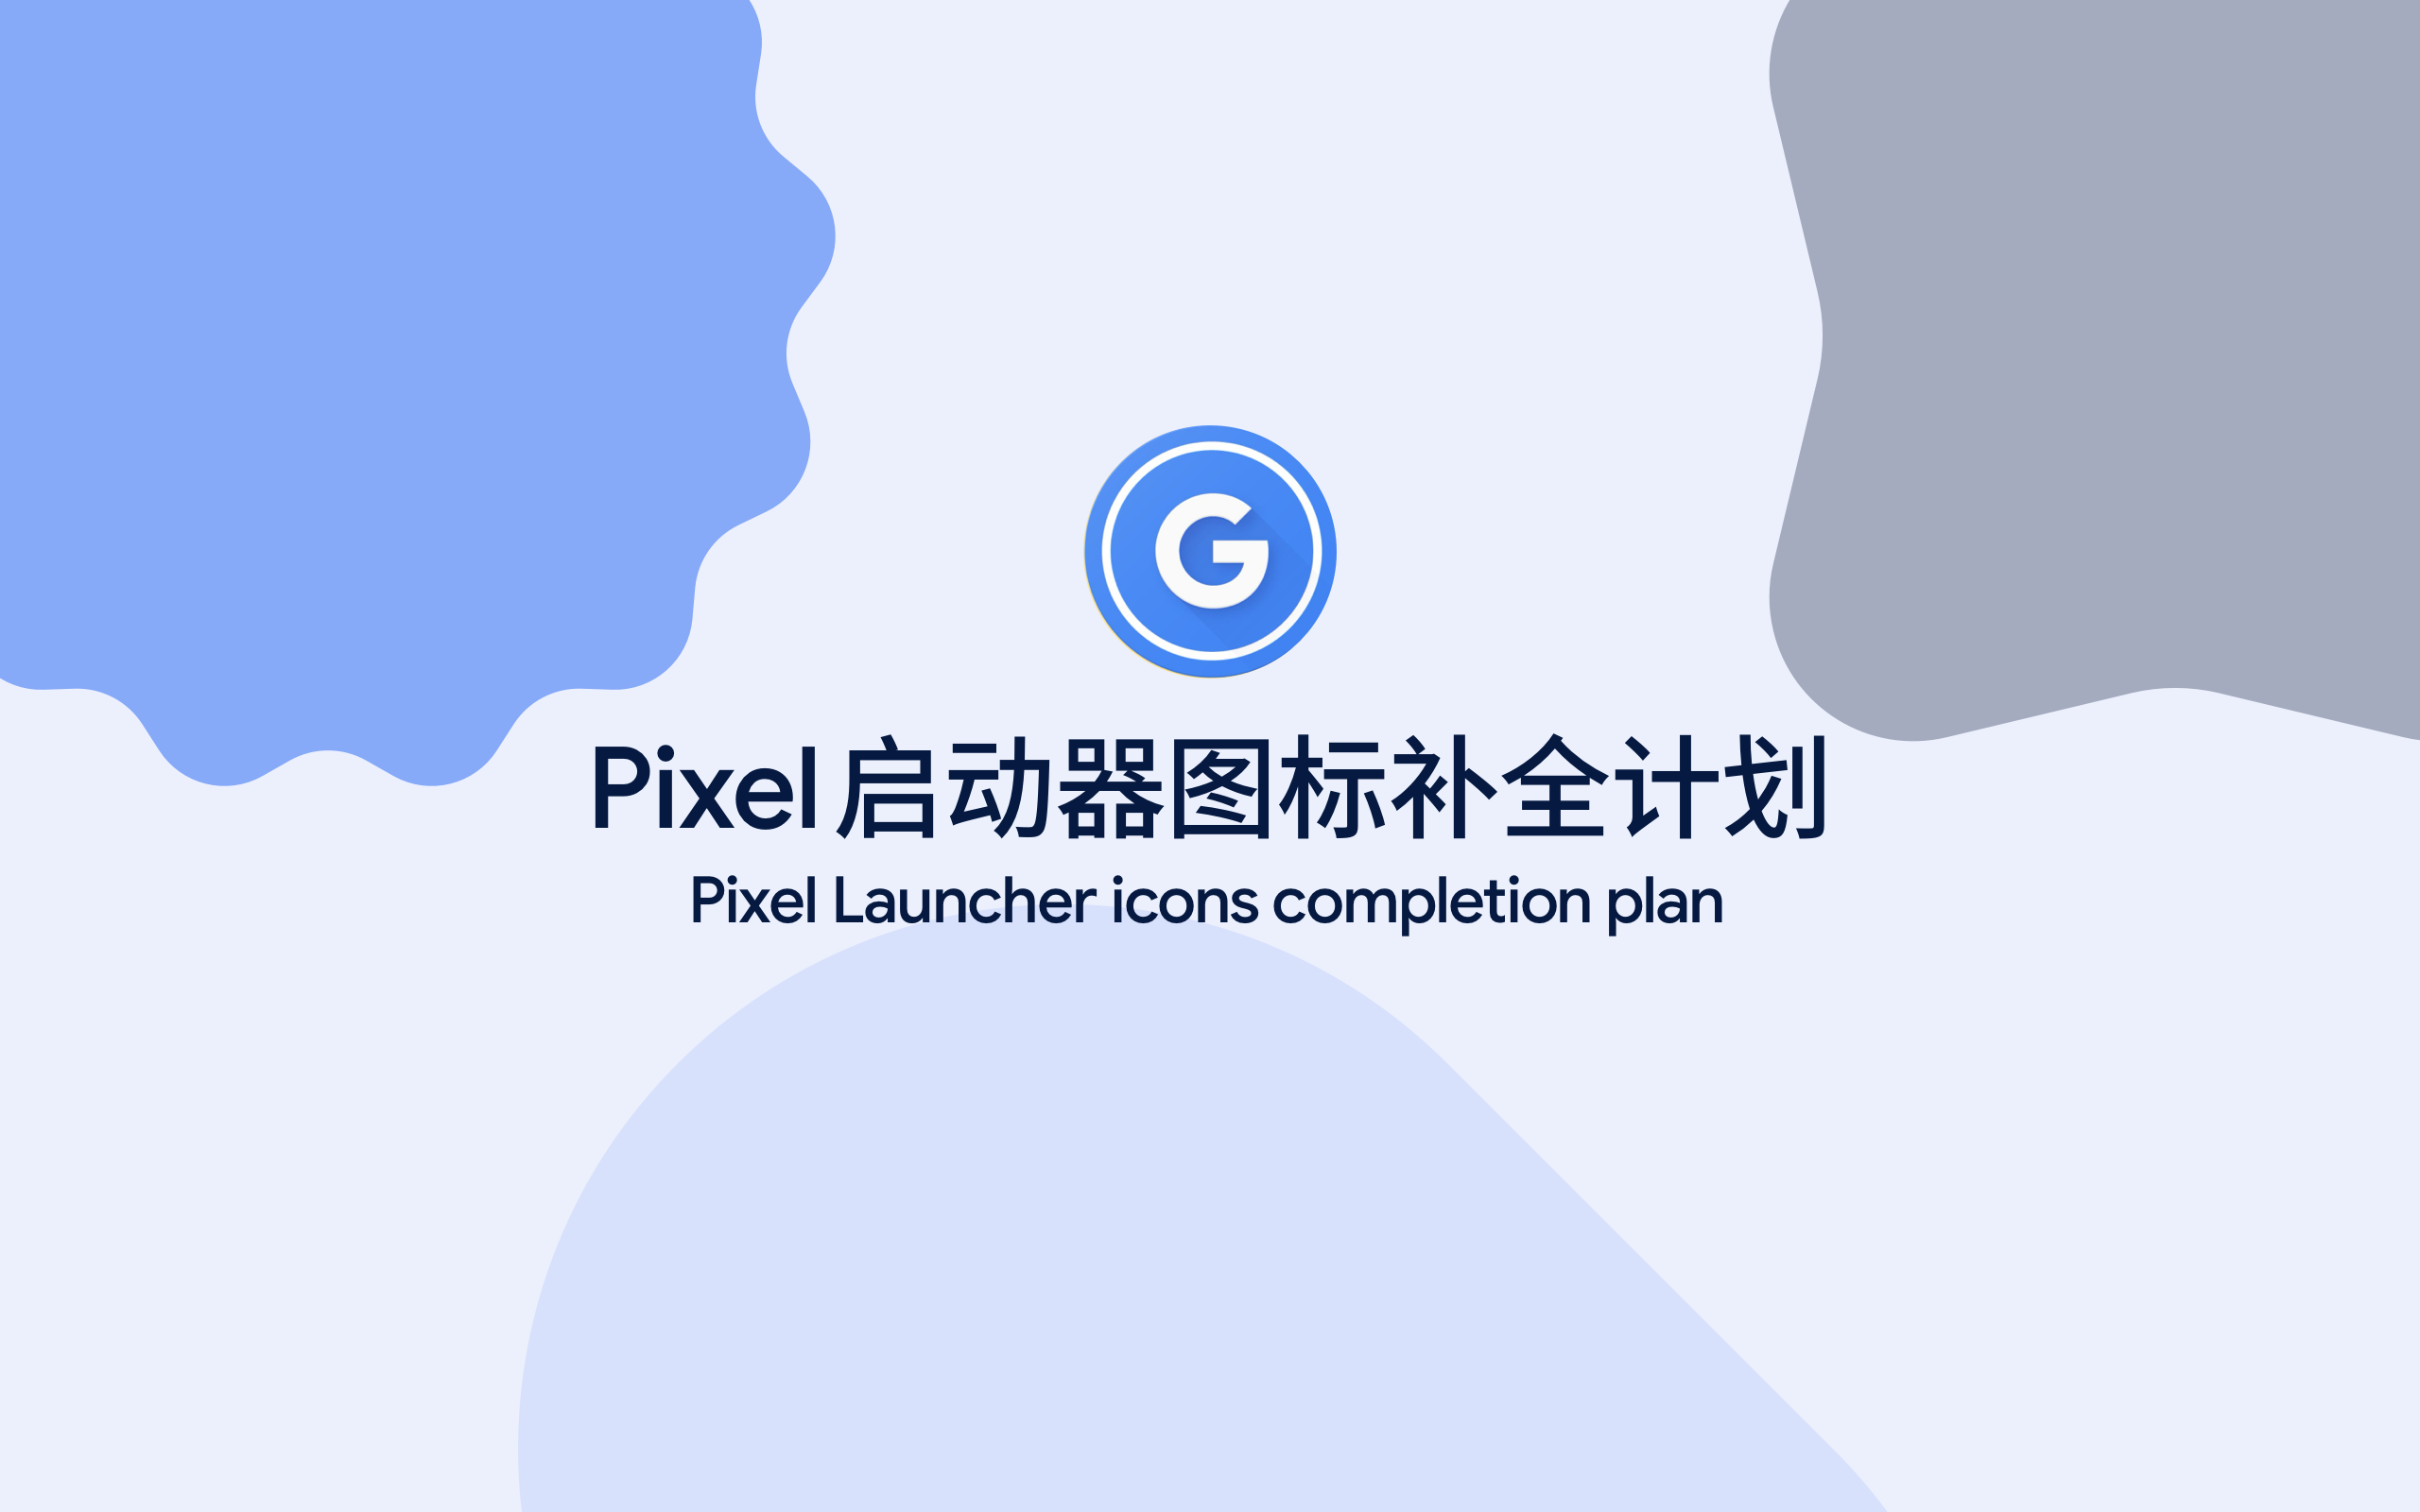 G
Pixel启动器图标补全计划
Pixel Launcher icons completion plan